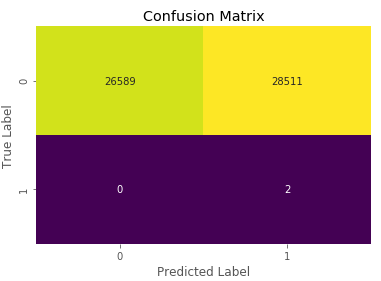 Confusion Matrix
True Label
0
26589 28511
1
0 2
0 1
Predicted Label